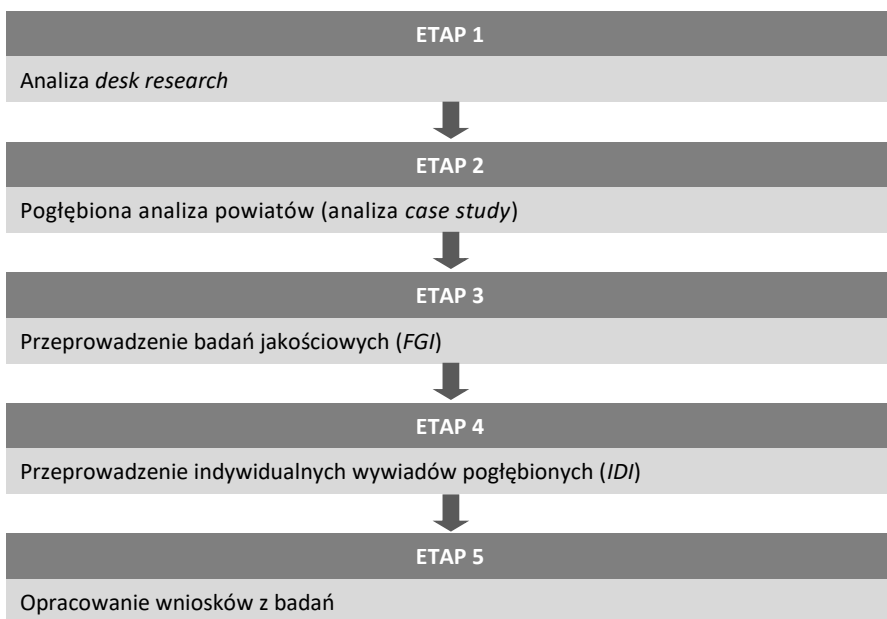 ETAP 1
Analiza desk research
ETAP 2
Pogłębiona analiza powiatów (analiza case study)
ETAP 3
Przeprowadzenie badań jakościowych (FGI)
ETAP 4
Przeprowadzenie indywidualnych wywiadów pogłębionych (IDI)
ETAP 5
Opracowanie wniosków z badań